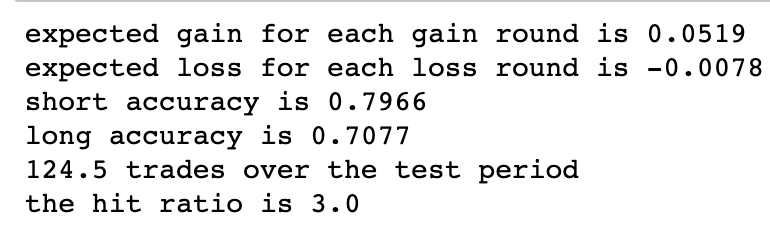 expected gain for each gain round is 0.0519
expected loss for each loss round is -0.0078
short accuracy is 0.7966
long accuracy is 0.7077
124.5 trades over the test period
the hit ratio is 3.0